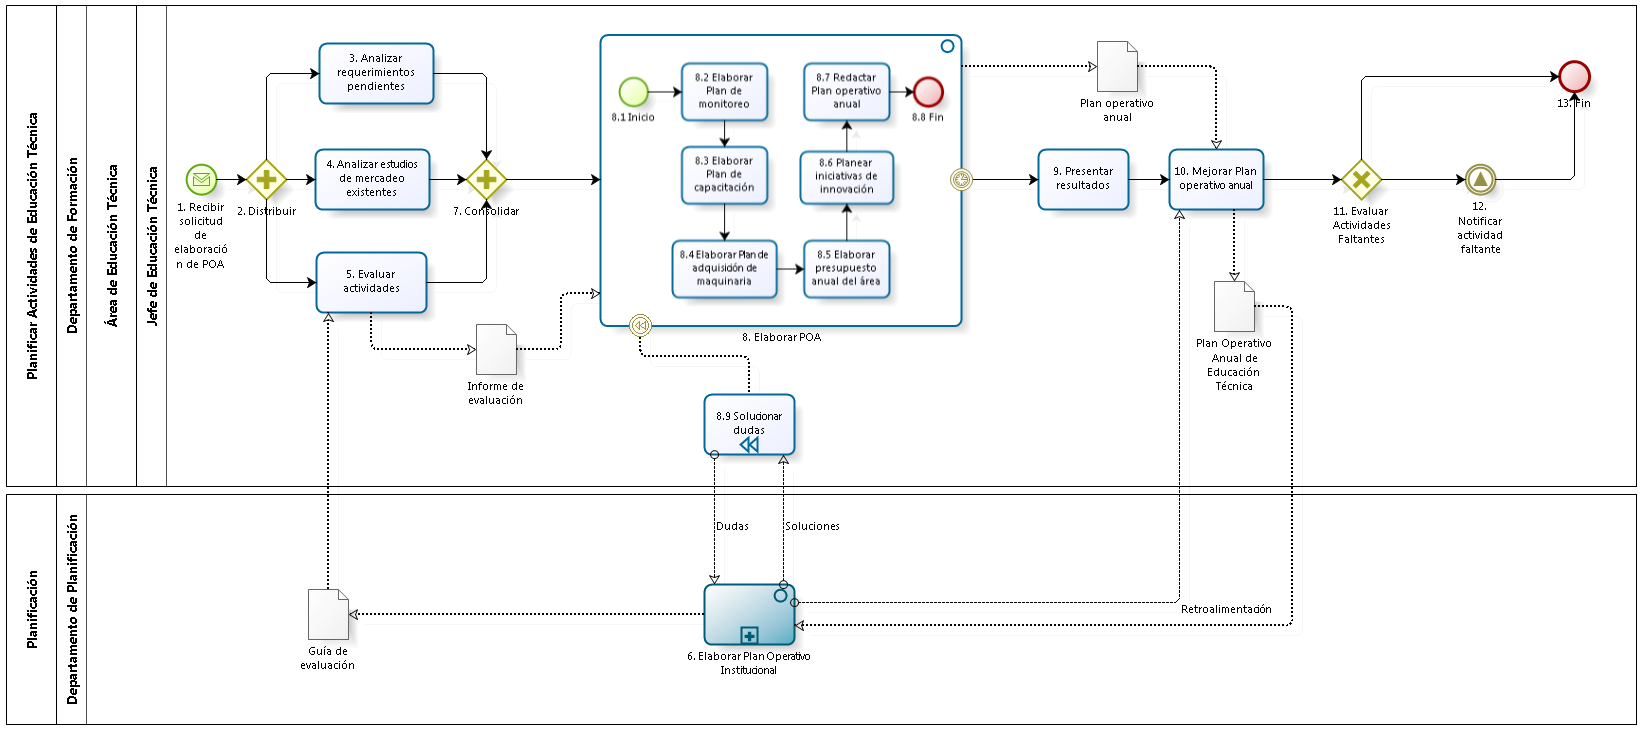 Planificar Actividades de Educación Técnica
Departamento de Formación
Área de Educación Técnica
Jefe de Educación Técnica
1. Recibir
solicitud
de
elaboració
n de POA
2. Distribuir
3. Analizar
requerimientos
pendientes
4. Analizar estudios
de mercadeo
existentes
5. Evaluar
actividades
7. Consolidar
Informe de
evaluación
8.1 Inicio
8.2 Elaborar
Plan de
monitoreo
8.3 Elaborar
Plan de
capacitación
8.4 Elaborar Plan de
adquisición de
maquinaria
8.5 Elaborar
presupuesto
anual del área
8.6 Planear
iniciativas de
innovación
8.7 Redactar
Plan operativo
anual
8.8 Fin
8. Elaborar POA
8.9 Solucionar
dudas
Plan operativo
anual
9. Presentar
resultados
10. Mejorar Plan
operativo anual
Plan Operativo
Anual de
Educación
Técnica
11. Evaluar
Actividades
Faltantes
12.
Notificar
actividad
faltante
13. Fin
Planificación
Departamento de Planificación
Dudas
Soluciones
Retroalimentación
Guía de
evaluación
6. Elaborar Plan Operativo
Institucional